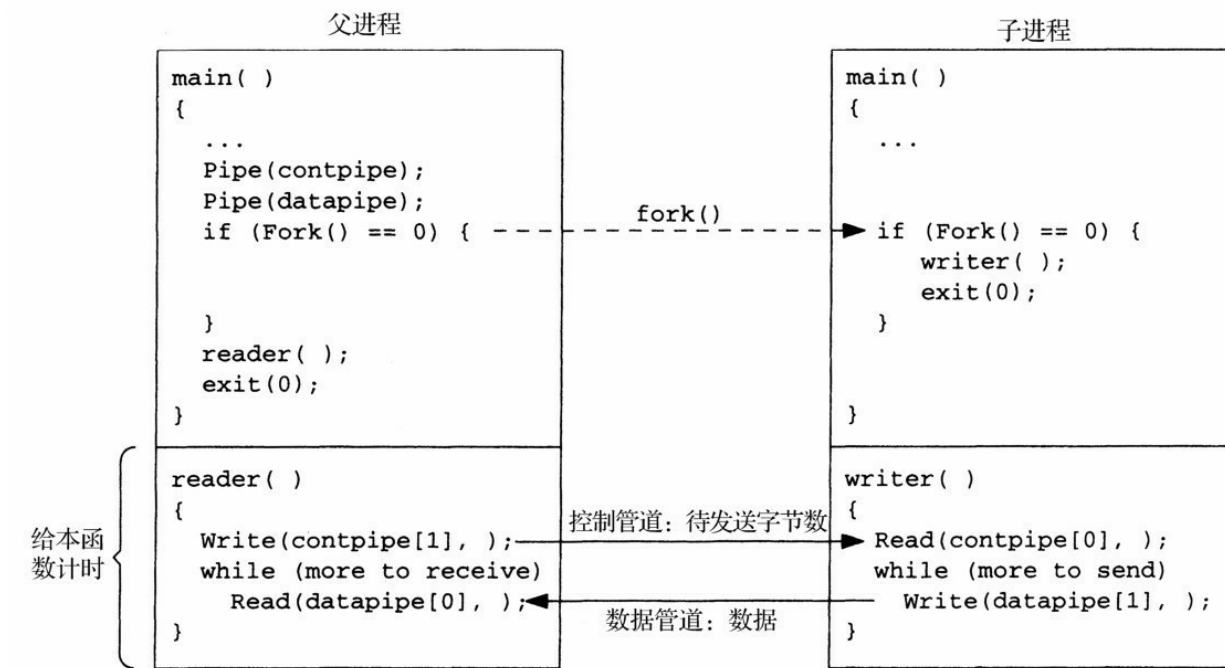 父进程
main( )
{
...
Pipe(contpipe);
Pipe(datapipe);
if (Fork() == 0) {
}
reader( );
exit(0);
}
fork()
子进程
main( )
{
...
if (Fork() == 0) {
writer( );
exit(0);
}
}
给本函
数计时
reader( )
{
Write(contpipe[1], );
while (more to receive)
Read(datapipe[0], );
}
控制管道：待发送字节数
数据管道：数据
writer( )
{
Read(contpipe[0], );
while (more to send)
Write(datapipe[1], );
}